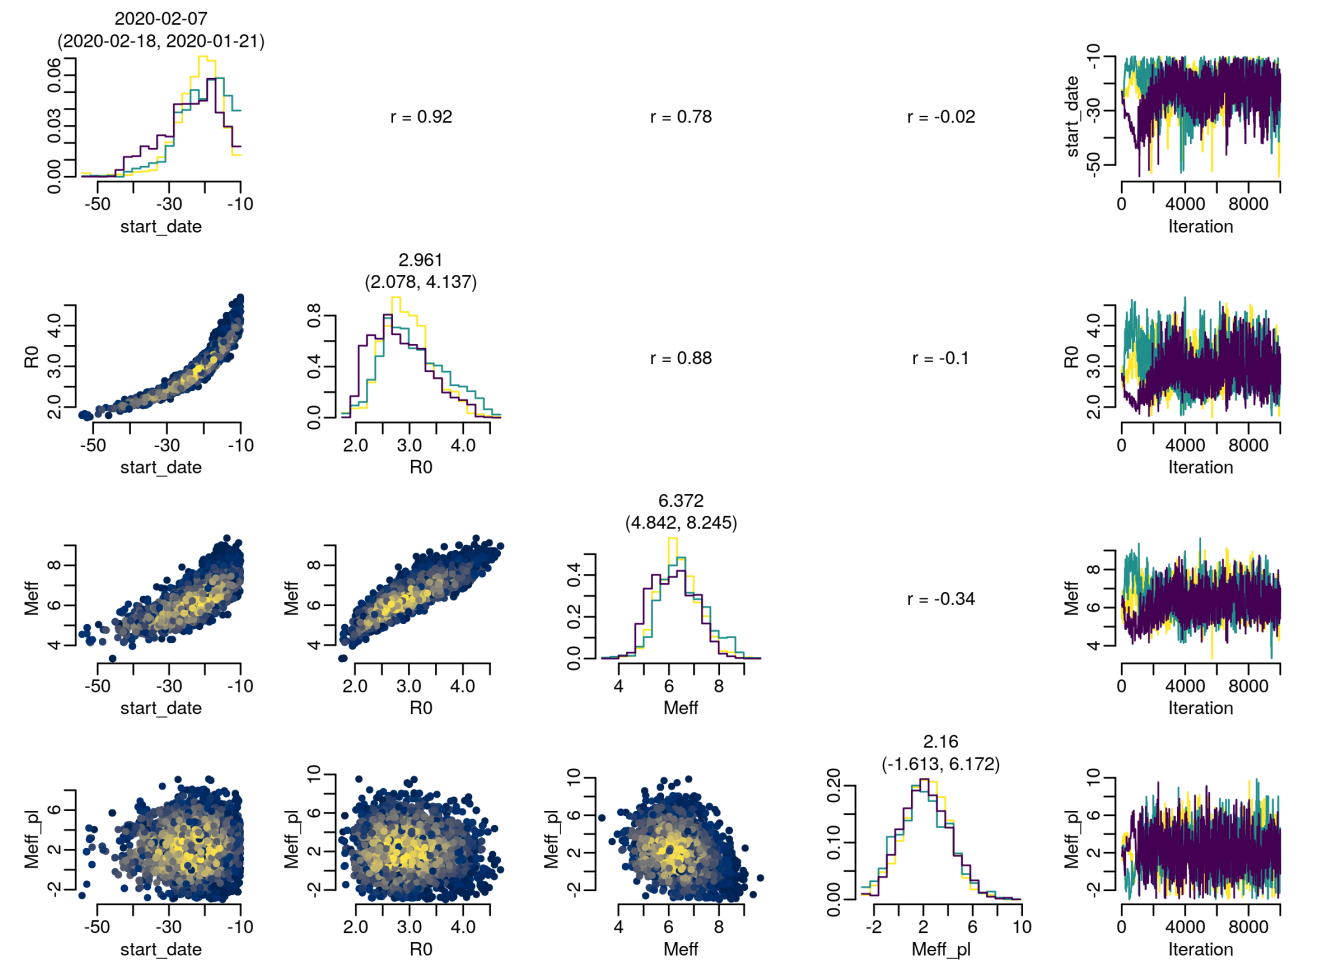 2020-02-07
(2020-02-18, 2020-01-21)
0.00 0.03 0.06
-50 -30 -10
start_date
r = 0.92
r = 0.78
r = -0.02
start_date
-50 -30 -10
0 4000 8000
Iteration
R0
2.0 3.0 4.0
-50 -30 -10
start_date
2.961
(2.078, 4.137)
0.0 0.4 0.8
2.0 3.0 4.0
R0
r = 0.88
r = -0.1
R0
2.0 3.0 4.0
0 4000 8000
Iteration
Meff
4 6 8
-50 -30 -10
start_date
Meff
4 6 8
2.0 3.0 4.0
R0
6.372
(4.842, 8.245)
0.0 0.2 0.4
4 6 8
Meff
r = -0.34
Meff
4 6 8
0 4000 8000
Iteration
Meff_pl
-2 2 6
-50 -30 -10
start_date
Meff_pl
-2 2 6 10
2.0 3.0 4.0
R0
Meff_pl
-2 2 6 10
4 6 8
Meff
2.16
(-1.613, 6.172)
0.00 0.10 0.20
-2 2 6 10
Meff_pl
Meff_pl
-2 2 6 10
0 4000 8000
Iteration